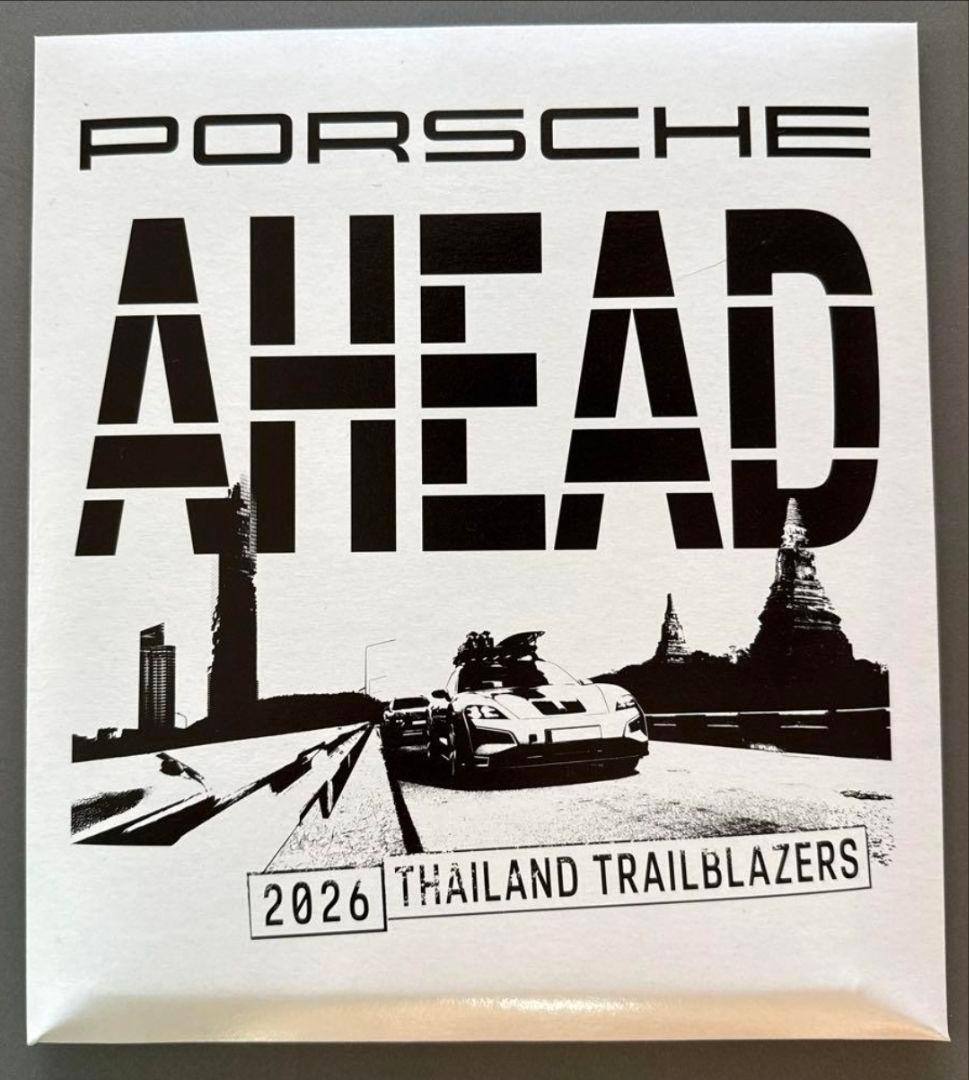 PORSCHE
AHEAD
2026 THAILAND TRAILBLAZERS